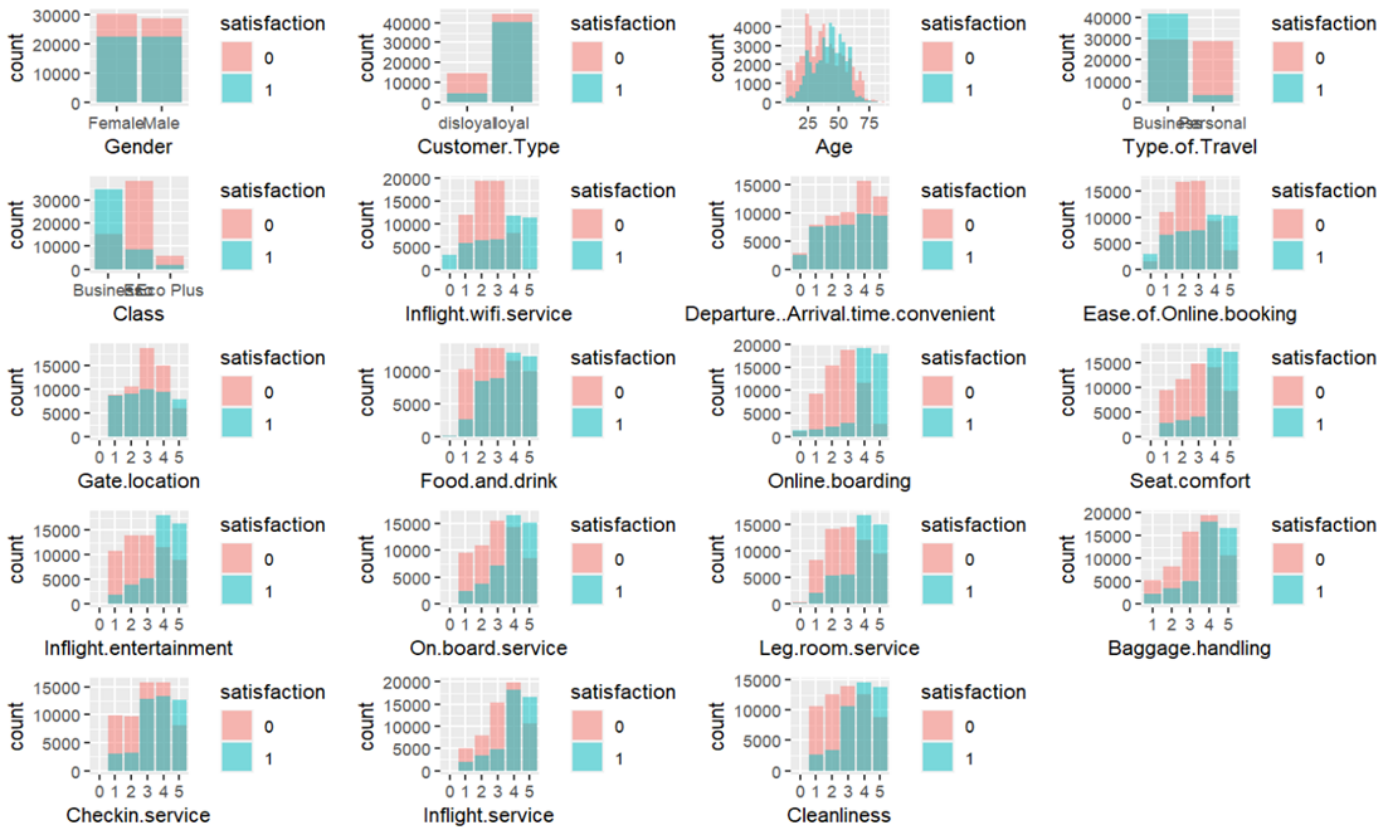 count 30000 20000 10000 0 Female Male Gender satisfaction 0 1
count 40000 30000 20000 10000 0 disloyal loyal Customer.Type satisfaction 0 1
count 4000 3000 2000 1000 0 25 50 75 Age satisfaction 0 1
count 40000 30000 20000 10000 0 Business Personal Type.of.Travel satisfaction 0 1
count 30000 20000 10000 0 Business Eco Eco Plus Class satisfaction 0 1
count 20000 15000 10000 5000 0 0 1 2 3 4 5 Inflight.wifi.service satisfaction 0 1
count 15000 10000 5000 0 0 1 2 3 4 5 Departure..Arrival.time.convenient satisfaction 0 1
count 15000 10000 5000 0 0 1 2 3 4 5 Ease.of.Online.booking satisfaction 0 1
count 15000 10000 5000 0 0 1 2 3 4 5 Gate.location satisfaction 0 1
count 10000 5000 0 0 1 2 3 4 5 Food.and.drink satisfaction 0 1
count 20000 15000 10000 5000 0 0 1 2 3 4 5 Online.boarding satisfaction 0 1
count 15000 10000 5000 0 0 1 2 3 4 5 Seat.comfort satisfaction 0 1
count 15000 10000 5000 0 0 1 2 3 4 5 Inflight.entertainment satisfaction 0 1
count 15000 10000 5000 0 0 1 2 3 4 5 On.board.service satisfaction 0 1
count 15000 10000 5000 0 0 1 2 3 4 5 Leg.room.service satisfaction 0 1
count 20000 15000 10000 5000 0 1 2 3 4 5 Baggage.handling satisfaction 0 1
count 15000 10000 5000 0 0 1 2 3 4 5 Checkin.service satisfaction 0 1
count 20000 15000 10000 5000 0 0 1 2 3 4 5 Inflight.service satisfaction 0 1
count 15000 10000 5000 0 0 1 2 3 4 5 Cleanliness satisfaction 0 1